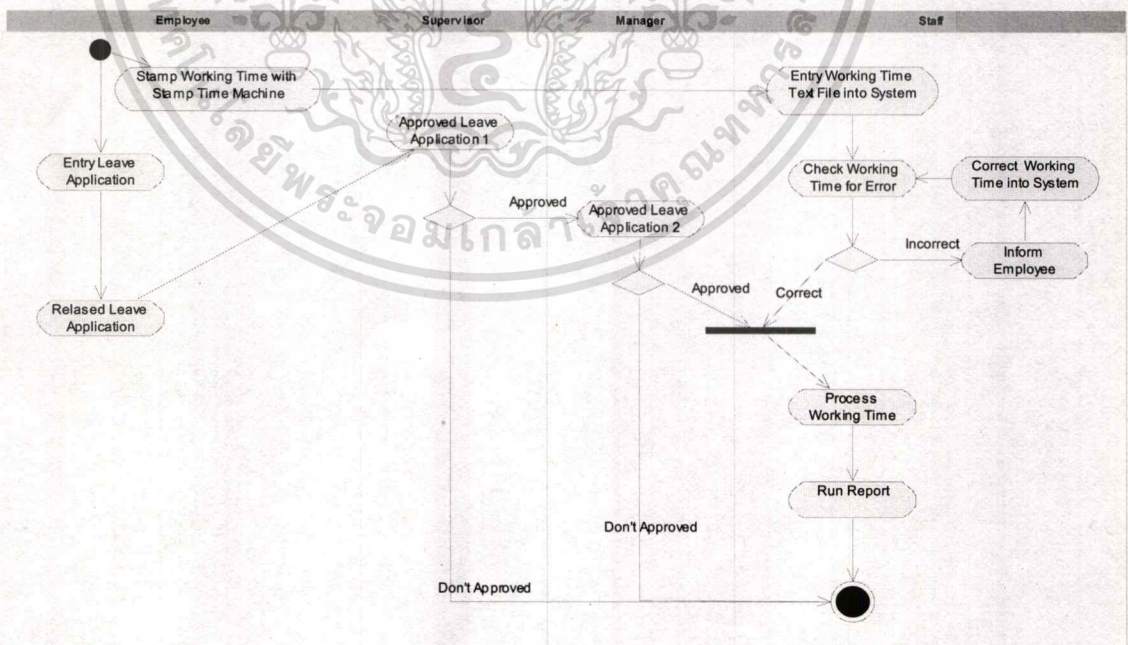 Employee
Supervisor
Manager
Staff
Stamp Working Time with
Stamp Time Machine
Entry Working Time
Text File into System
Approved Leave
Application 1
Entry Leave
Application
Check Working
Time for Error
Correct Working
Time into System
Approved
Approved Leave
Application 2
Incorrect
Inform
Employee
Relased Leave
Application
Approved
Correct
Process
Working Time
Run Report
Don't Approved
Don't Approved